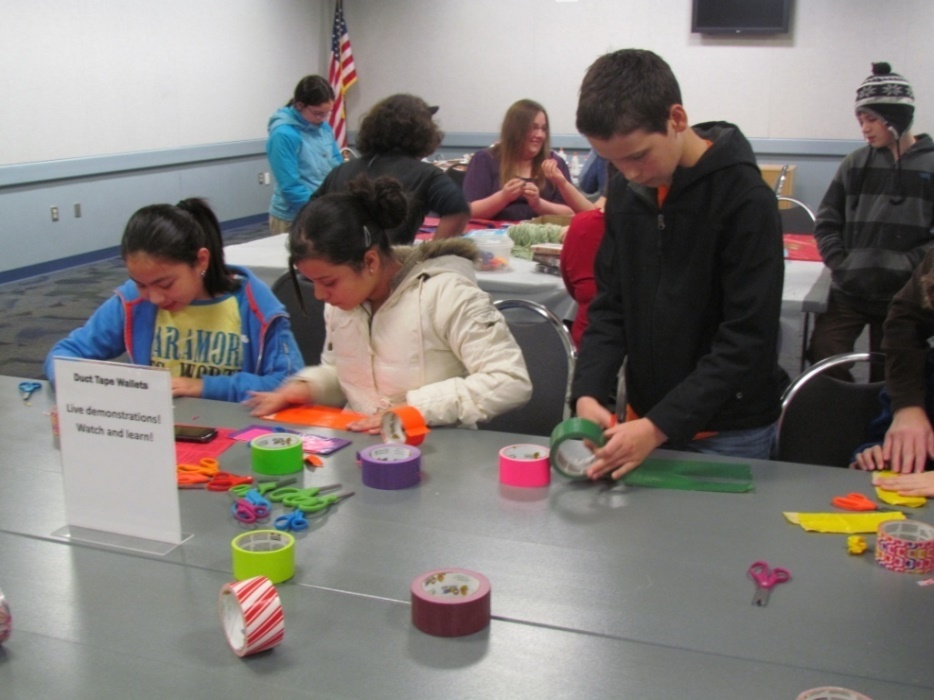 Duct Tape Wallets
Live demonstrations!
Watch and learn!